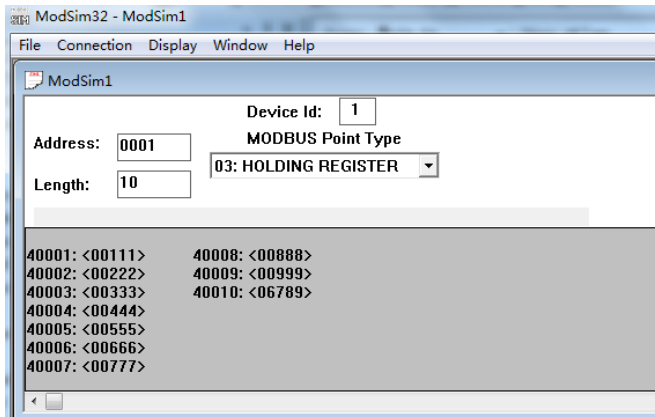 ModSim32 - ModSim1
File Connection Display Window Help
ModSim1
Device Id: 1
Address: 0001
MODBUS Point Type
03: HOLDING REGISTER
Length: 10
40001: <00111> 40008: <00888>
40002: <00222> 40009: <00999>
40003: <00333> 40010: <06789>
40004: <00444>
40005: <00555>
40006: <00666>
40007: <00777>